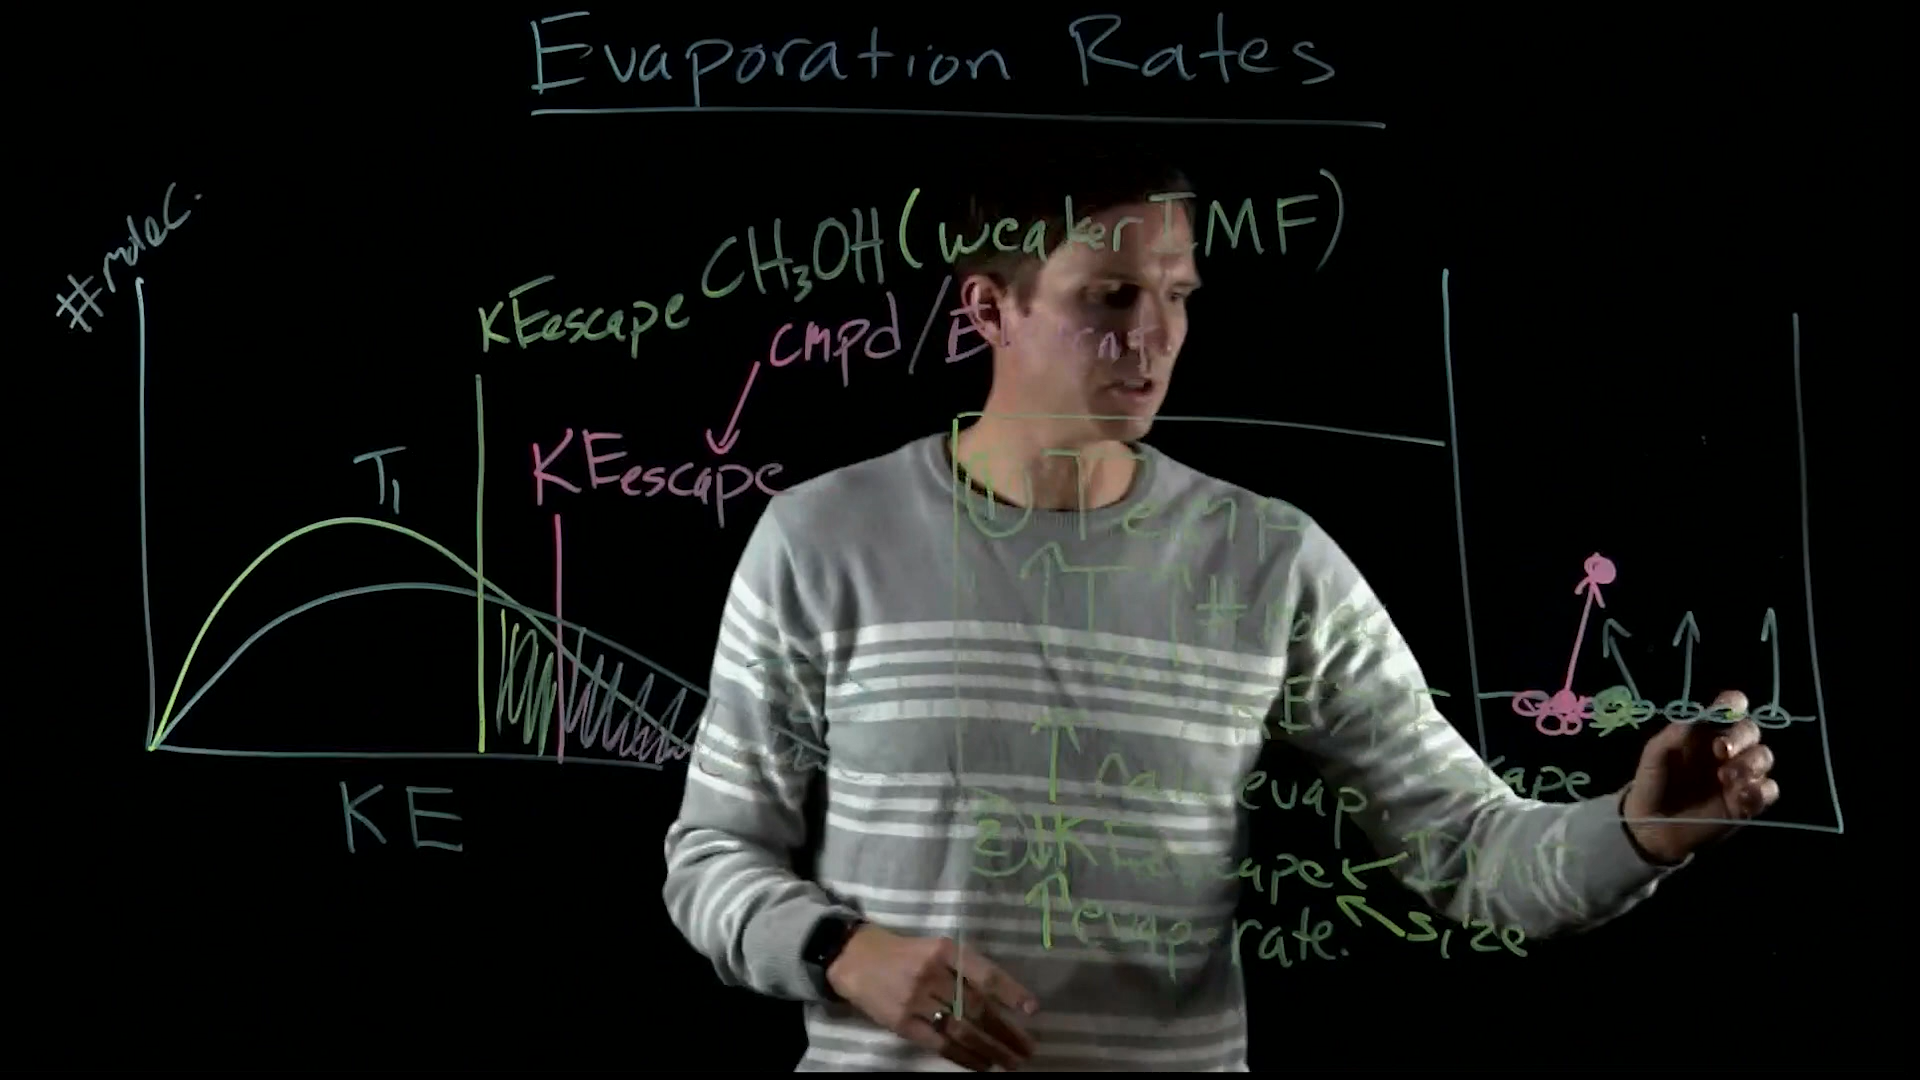 Evaporation Rates
#molec.
CH₃OH (weaker IMF)
KEescape
cmpd /
T₁
KEescape
① Temp
↑T ↑#
↑ rate evap.
② ↓KEescape ← IMF
↑evap rate. size
KE